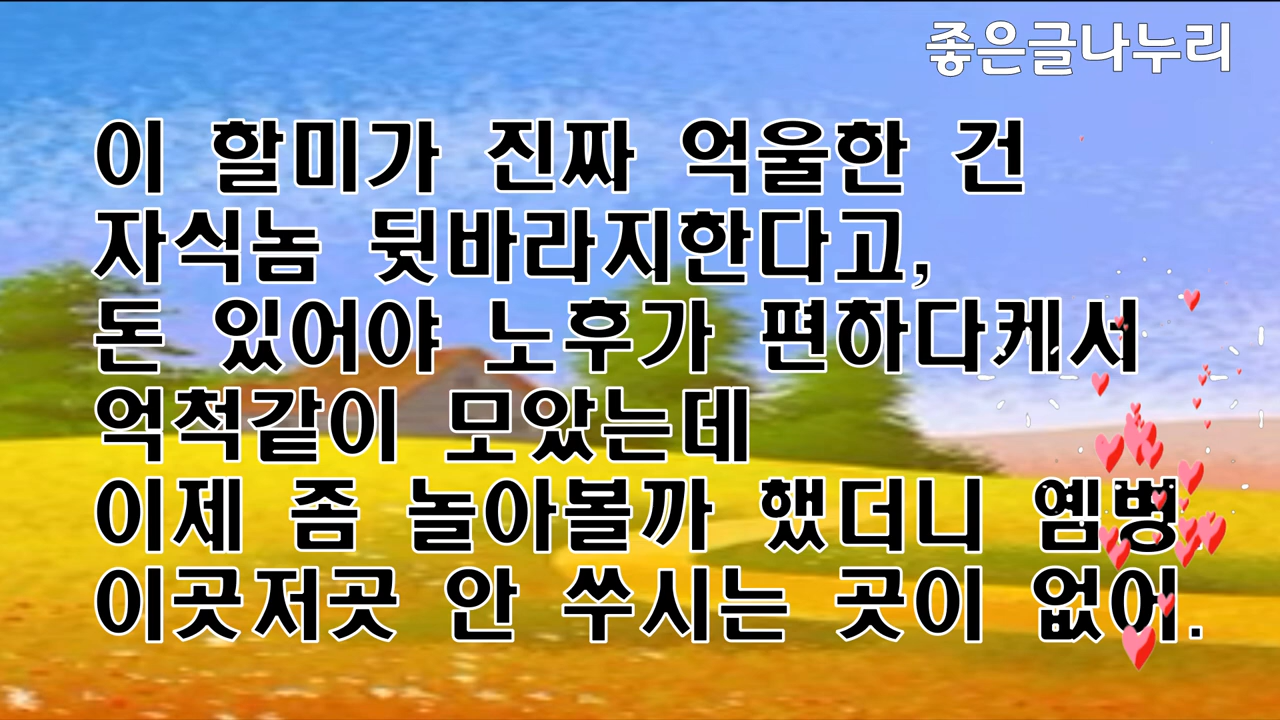 좋은글나누리
이 할미가 진짜 억울한 건
자식놈 뒷바라지한다고,
돈 있어야 노후가 편하다케서
억척같이 모았는데
이제 좀 놀아볼까 했더니 옘병.
이곳저곳 안 쑤시는 곳이 없어.